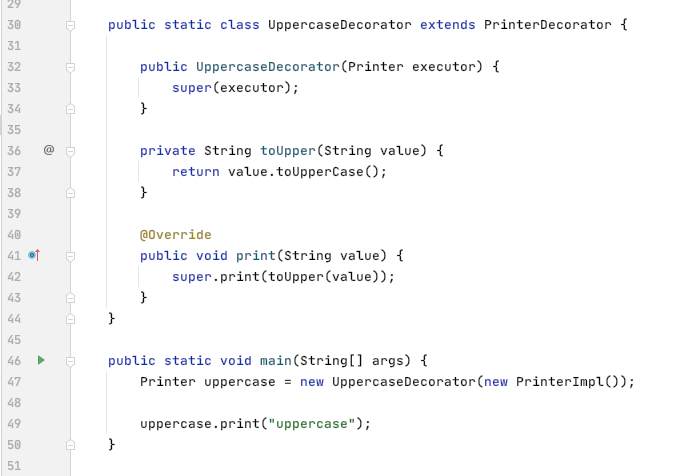 29
30 public static class UppercaseDecorator extends PrinterDecorator {
31
32 public UppercaseDecorator(Printer executor) {
33 super(executor);
34 }
35
36 @ private String toUpper(String value) {
37 return value.toUpperCase();
38 }
39
40 @Override
41 public void print(String value) {
42 super.print(toUpper(value));
43 }
44 }
45
46 public static void main(String[] args) {
47 Printer uppercase = new UppercaseDecorator(new PrinterImpl());
48
49 uppercase.print("uppercase");
50 }
51